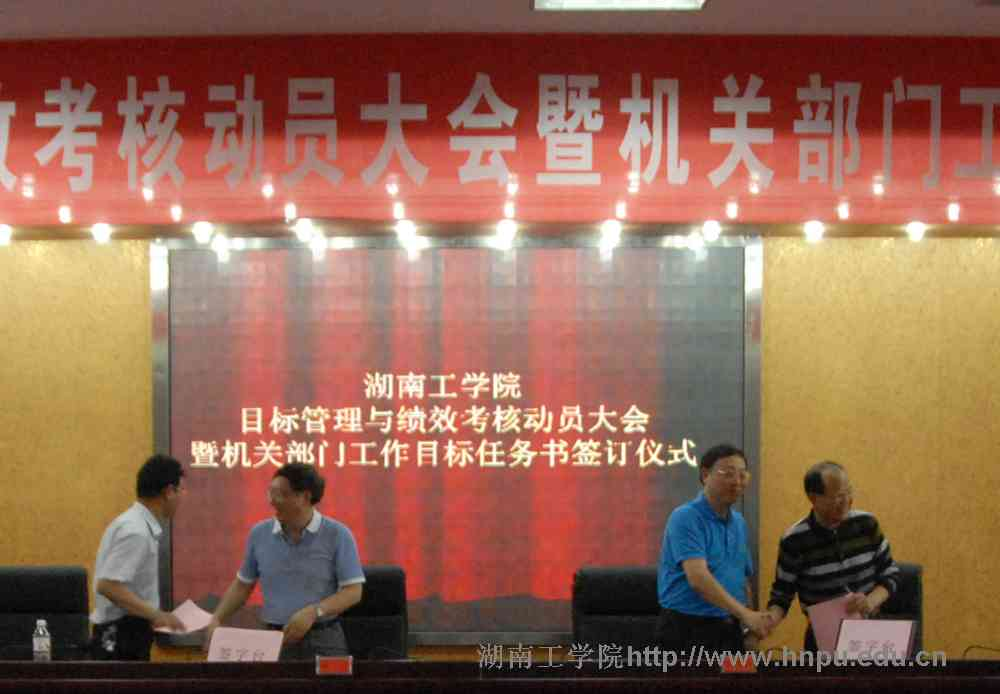 效考核动员大会暨机关部门工
湖南工学院
目标管理与绩效考核动员大会
暨机关部门工作目标任务书签订仪式
签字台
签字台
湖南工学院http://www.hnpu.edu.cn